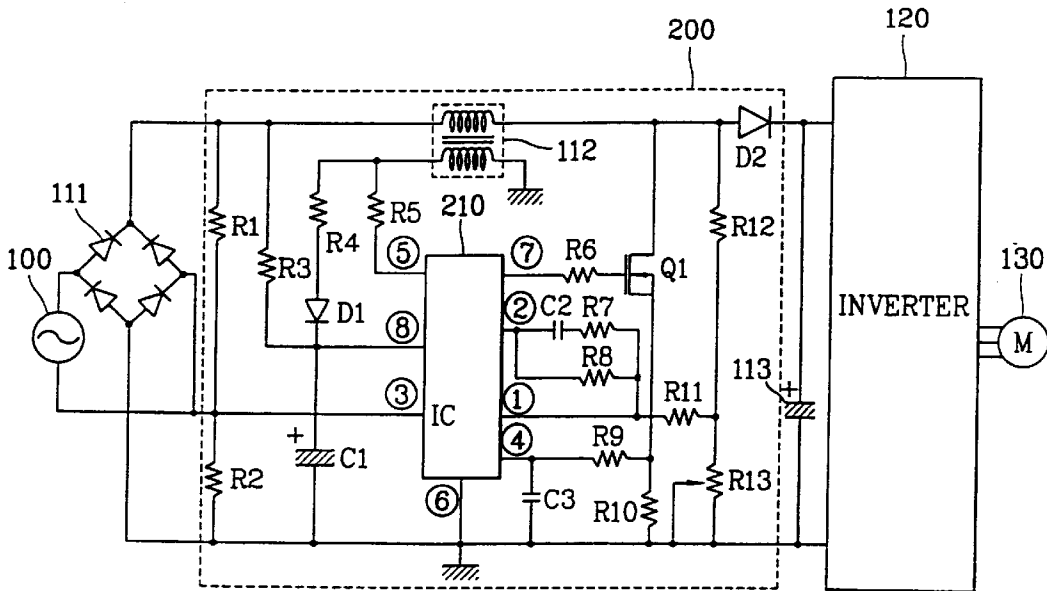 200
120
112
D2
111
R1
R4
R5
210
R12
100
R3
⑤
⑦
R6
Q1
130
D1
②
C2
R7
INVERTER
M
⑧
R8
③
①
R11
113
+
IC
④
R9
+
C1
R2
⑥
C3
R10
R13